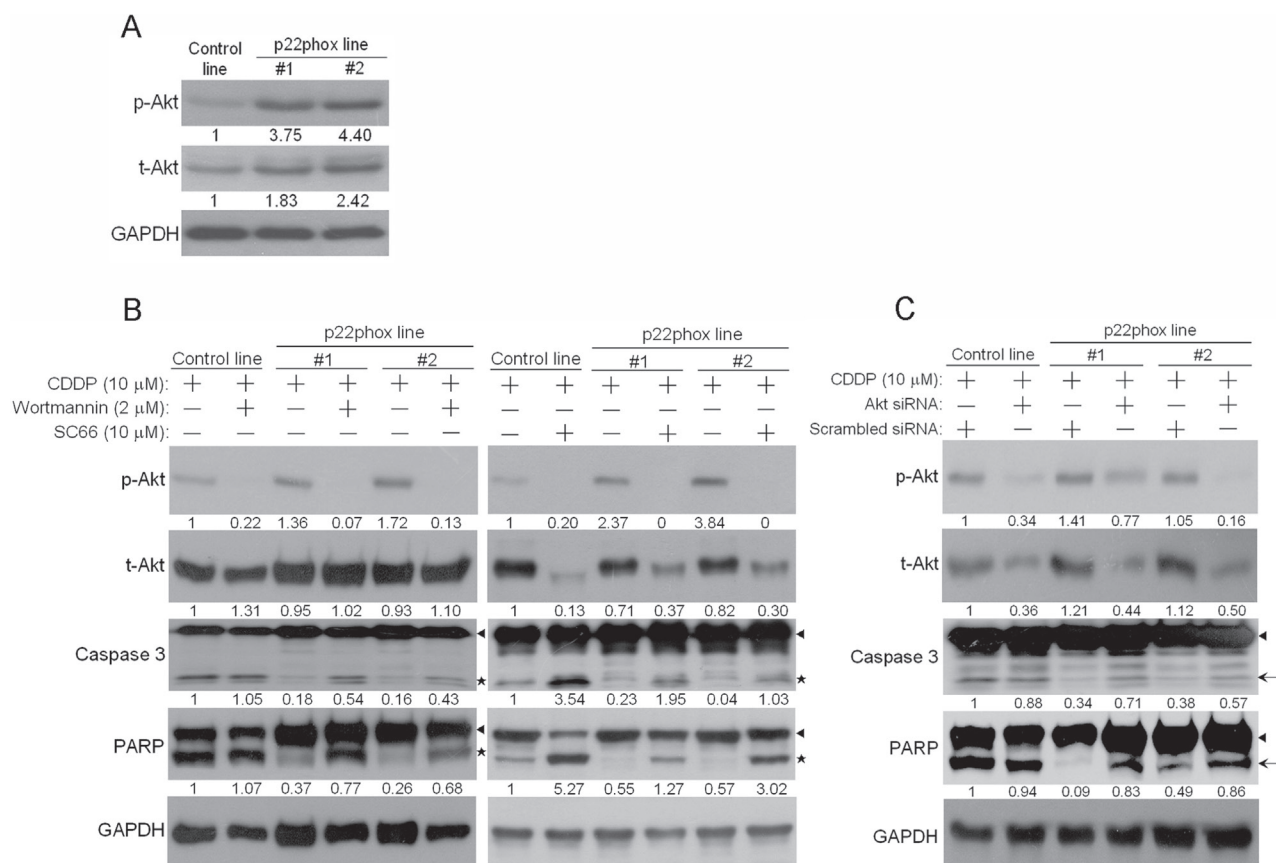 A
Control line
p22phox line
#1 #2
p-Akt
1 3.75 4.40
t-Akt
1 1.83 2.42
GAPDH
B
p22phox line p22phox line
Control line #1 #2 Control line #1 #2
CDDP (10 μM): + + + + + + + + + + + +
Wortmannin (2 μM): – + – + – + – – – – – –
SC66 (10 μM): – – – – – – – + – + – +
p-Akt
1 0.22 1.36 0.07 1.72 0.13 1 0.20 2.37 0 3.84 0
t-Akt
1 1.31 0.95 1.02 0.93 1.10 1 0.13 0.71 0.37 0.82 0.30
Caspase 3
1 1.05 0.18 0.54 0.16 0.43 1 3.54 0.23 1.95 0.04 1.03
PARP
1 1.07 0.37 0.77 0.26 0.68 1 5.27 0.55 1.27 0.57 3.02
GAPDH
C
p22phox line
Control line #1 #2
CDDP (10 μM): + + + + + +
Akt siRNA: – + – + – +
Scrambled siRNA: + – + – + –
p-Akt
1 0.34 1.41 0.77 1.05 0.16
t-Akt
1 0.36 1.21 0.44 1.12 0.50
Caspase 3
1 0.88 0.34 0.71 0.38 0.57
PARP
1 0.94 0.09 0.83 0.49 0.86
GAPDH